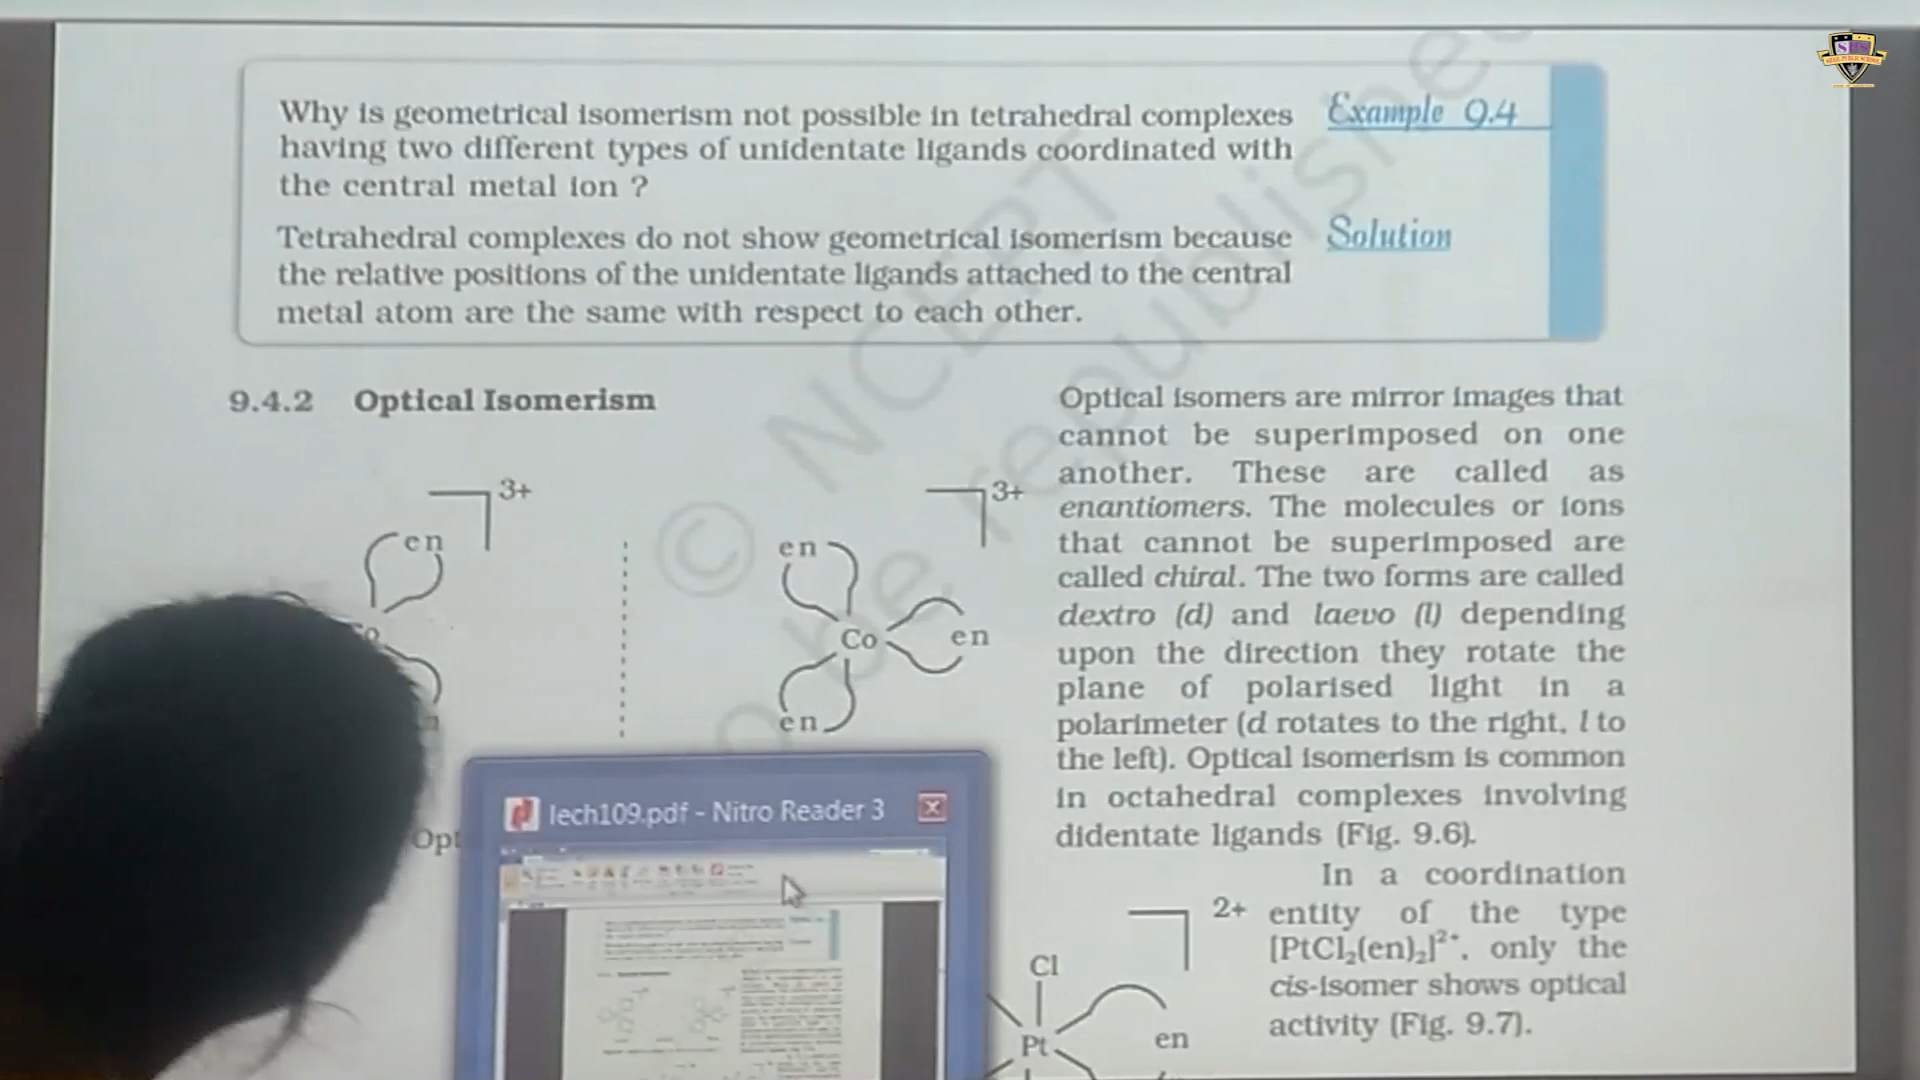 Why is geometrical isomerism not possible in tetrahedral complexes
having two different types of unidentate ligands coordinated with
the central metal ion ?
Example 9.4
Tetrahedral complexes do not show geometrical isomerism because
the relative positions of the unidentate ligands attached to the central
metal atom are the same with respect to each other.
Solution
9.4.2 Optical Isomerism
3+
en
3+
en
Co
en
en
Opt
Optical isomers are mirror images that
cannot be superimposed on one
another. These are called as
enantiomers. The molecules or ions
that cannot be superimposed are
called chiral. The two forms are called
dextro (d) and laevo (l) depending
upon the direction they rotate the
plane of polarised light in a
polarimeter (d rotates to the right, l to
the left). Optical isomerism is common
in octahedral complexes involving
didentate ligands (Fig. 9.6).
In a coordination
entity of the type
[PtCl₂(en)₂]²⁺, only the
cis-isomer shows optical
activity (Fig. 9.7).
2+
Cl
Pt
en
lech109.pdf - Nitro Reader 3
© NCERT
be republished